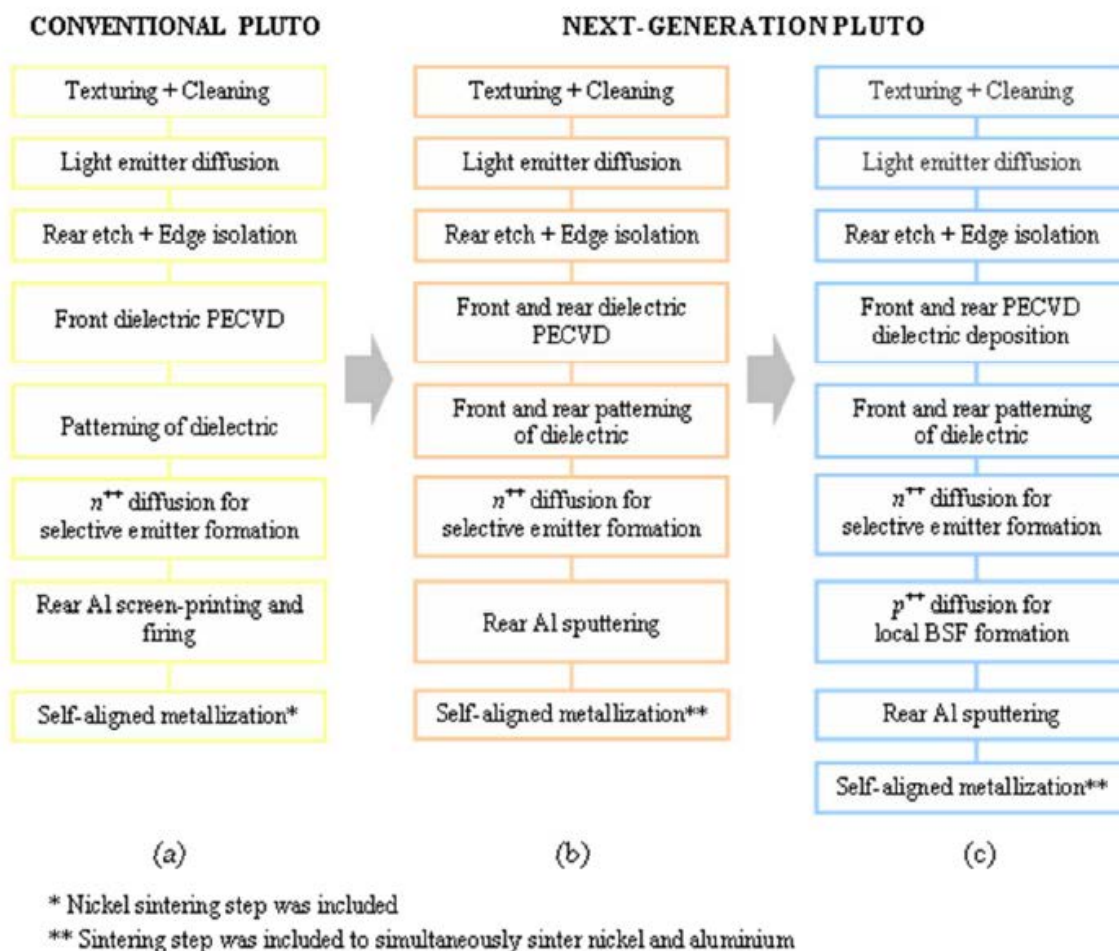 CONVENTIONAL PLUTO
NEXT-GENERATION PLUTO
Texturing + Cleaning
Light emitter diffusion
Rear etch + Edge isolation
Front dielectric PECVD
Patterning of dielectric
n++ diffusion for
selective emitter formation
Rear Al screen-printing and
firing
Self-aligned metallization*
(a)
Texturing + Cleaning
Light emitter diffusion
Rear etch + Edge isolation
Front and rear dielectric
PECVD
Front and rear patterning
of dielectric
n++ diffusion for
selective emitter formation
Rear Al sputtering
Self-aligned metallization**
(b)
Texturing + Cleaning
Light emitter diffusion
Rear etch + Edge isolation
Front and rear PECVD
dielectric deposition
Front and rear patterning
of dielectric
n++ diffusion for
selective emitter formation
p++ diffusion for
local BSF formation
Rear Al sputtering
Self-aligned metallization**
(c)
* Nickel sintering step was included
** Sintering step was included to simultaneously sinter nickel and aluminium